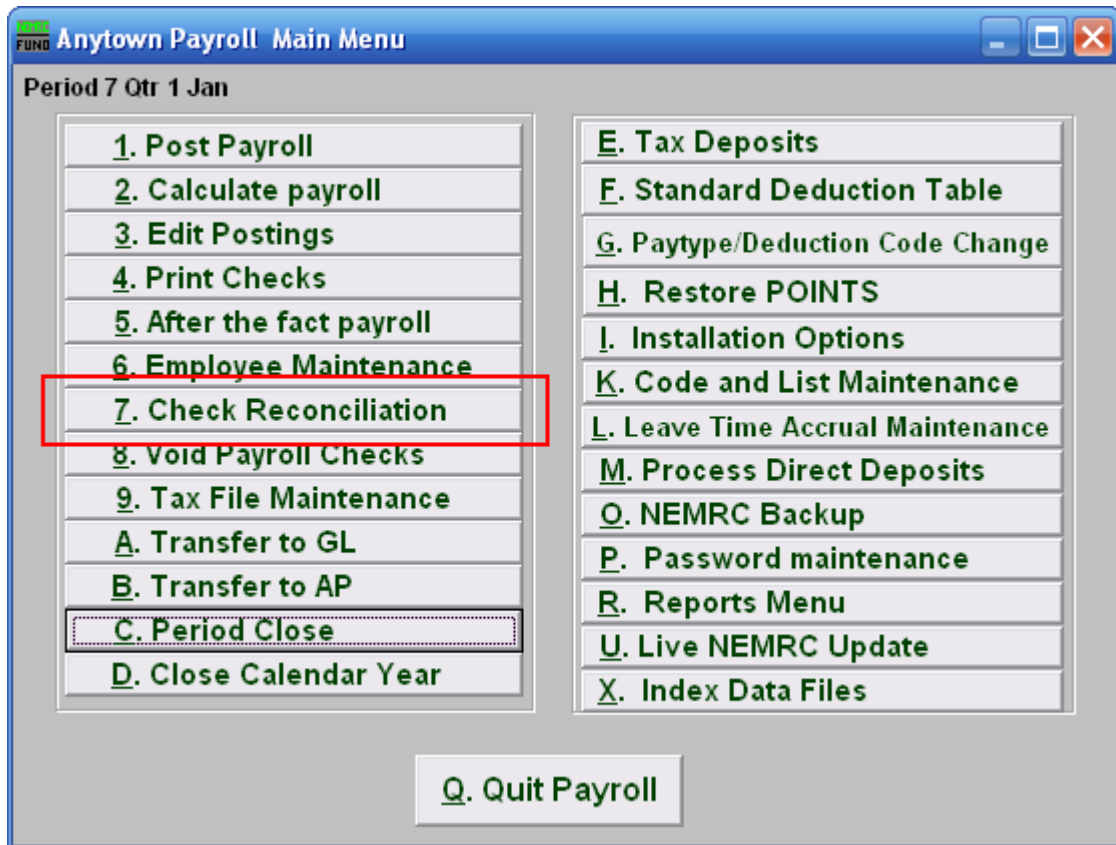 NEMRC
FUND Anytown Payroll Main Menu
Period 7 Qtr 1 Jan
1. Post Payroll
2. Calculate payroll
3. Edit Postings
4. Print Checks
5. After the fact payroll
6. Employee Maintenance
7. Check Reconciliation
8. Void Payroll Checks
9. Tax File Maintenance
A. Transfer to GL
B. Transfer to AP
C. Period Close
D. Close Calendar Year
E. Tax Deposits
F. Standard Deduction Table
G. Paytype/Deduction Code Change
H. Restore POINTS
I. Installation Options
K. Code and List Maintenance
L. Leave Time Accrual Maintenance
M. Process Direct Deposits
O. NEMRC Backup
P. Password maintenance
R. Reports Menu
U. Live NEMRC Update
X. Index Data Files
Q. Quit Payroll